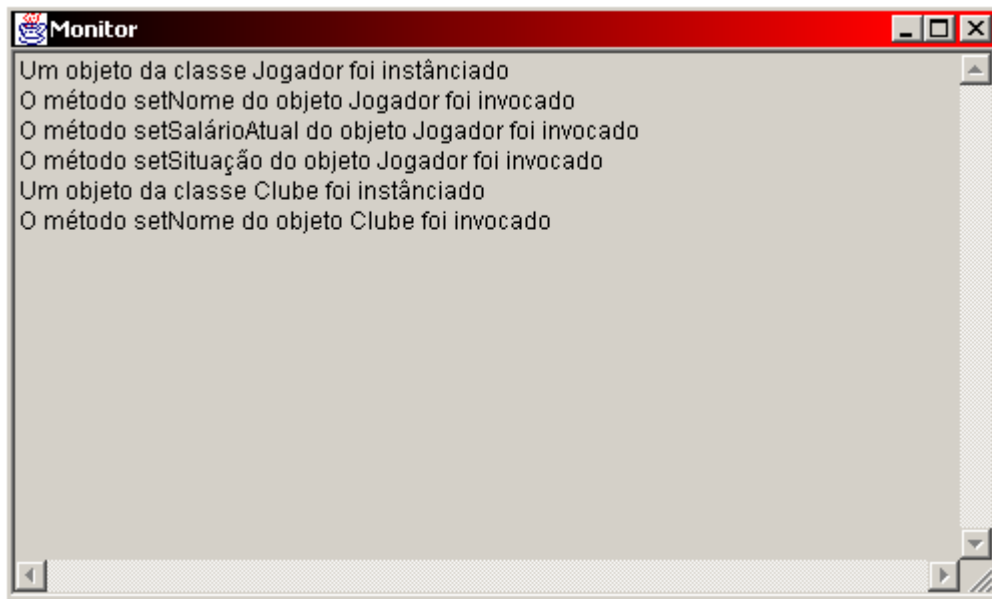 Monitor
Um objeto da classe Jogador foi instânciado
O método setNome do objeto Jogador foi invocado
O método setSalárioAtual do objeto Jogador foi invocado
O método setSituação do objeto Jogador foi invocado
Um objeto da classe Clube foi instânciado
O método setNome do objeto Clube foi invocado